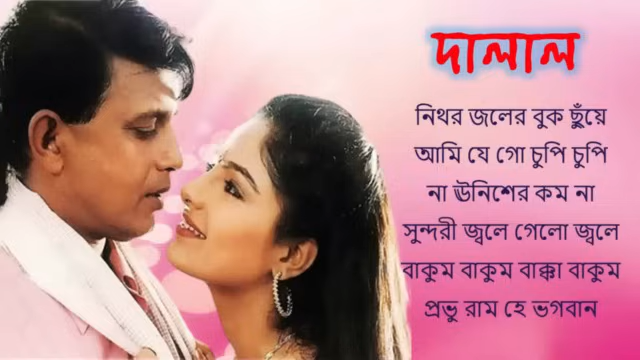 দালাল
নিথর জলের বুক ছুঁয়ে
আমি যে গো চুপি চুপি
না ঊনিশের কম না
সুন্দরী জ্বলে গেলো জ্বলে
বাকুম বাকুম বাক্কা বাকুম
প্রভু রাম হে ভগবান